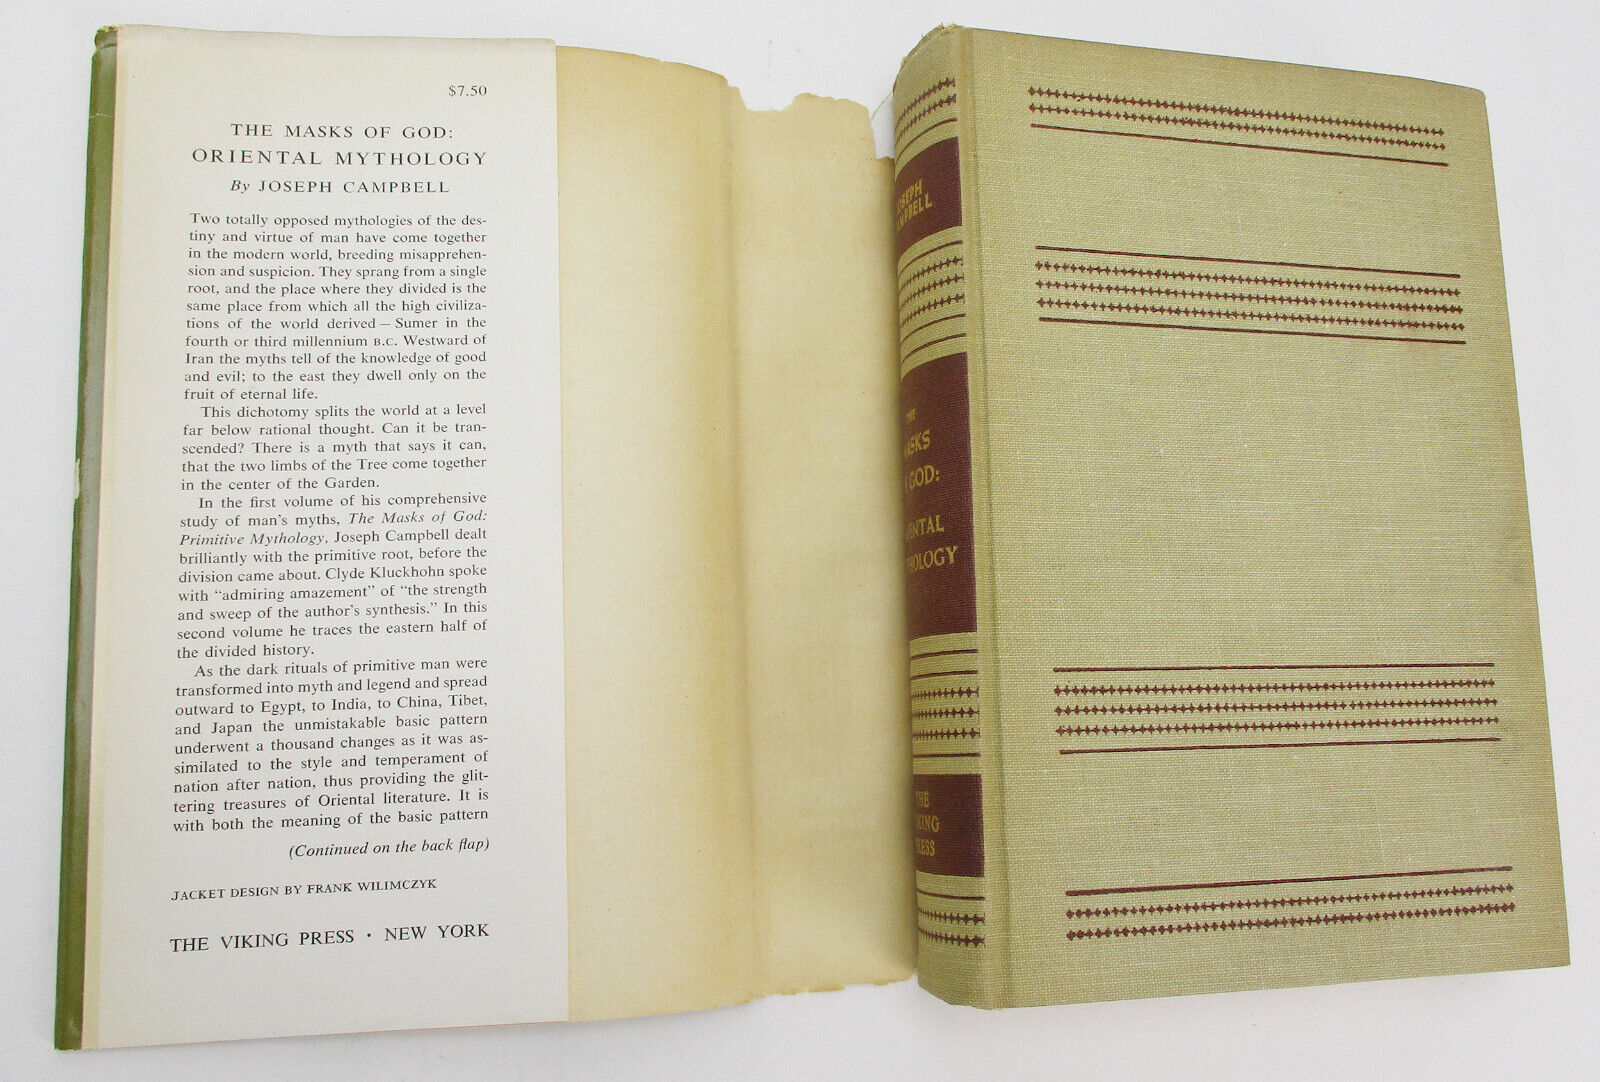 $7.50
THE MASKS OF GOD:
ORIENTAL MYTHOLOGY
By JOSEPH CAMPBELL
Two totally opposed mythologies of the des-
tiny and virtue of man have come together
in the modern world, breeding misapprehen-
sion and suspicion. They sprang from a single
root, and the place where they divided is the
same place from which all the high civiliza-
tions of the world derived — Sumer in the
fourth or third millennium B.C. Westward of
Iran the myths tell of the knowledge of good
and evil; to the east they dwell only on the
fruit of eternal life.
This dichotomy splits the world at a level
far below rational thought. Can it be tran-
scended? There is a myth that says it can,
that the two limbs of the Tree come together
in the center of the Garden.
In the first volume of his comprehensive
study of man's myths, The Masks of God:
Primitive Mythology, Joseph Campbell dealt
brilliantly with the primitive root, before the
division came about. Clyde Kluckhohn spoke
with "admiring amazement" of "the strength
and sweep of the author's synthesis." In this
second volume he traces the eastern half of
the divided history.
As the dark rituals of primitive man were
transformed into myth and legend and spread
outward to Egypt, to India, to China, Tibet,
and Japan the unmistakable basic pattern
underwent a thousand changes as it was as-
similated to the style and temperament of
nation after nation, thus providing the glit-
tering treasures of Oriental literature. It is
with both the meaning of the basic pattern
(Continued on the back flap)
JACKET DESIGN BY FRANK WILIMCZYK
THE VIKING PRESS · NEW YORK
OSEPH
MPBELL
THE
ASKS
GOD:
ENTAL
HOLOGY
THE
KING
RESS